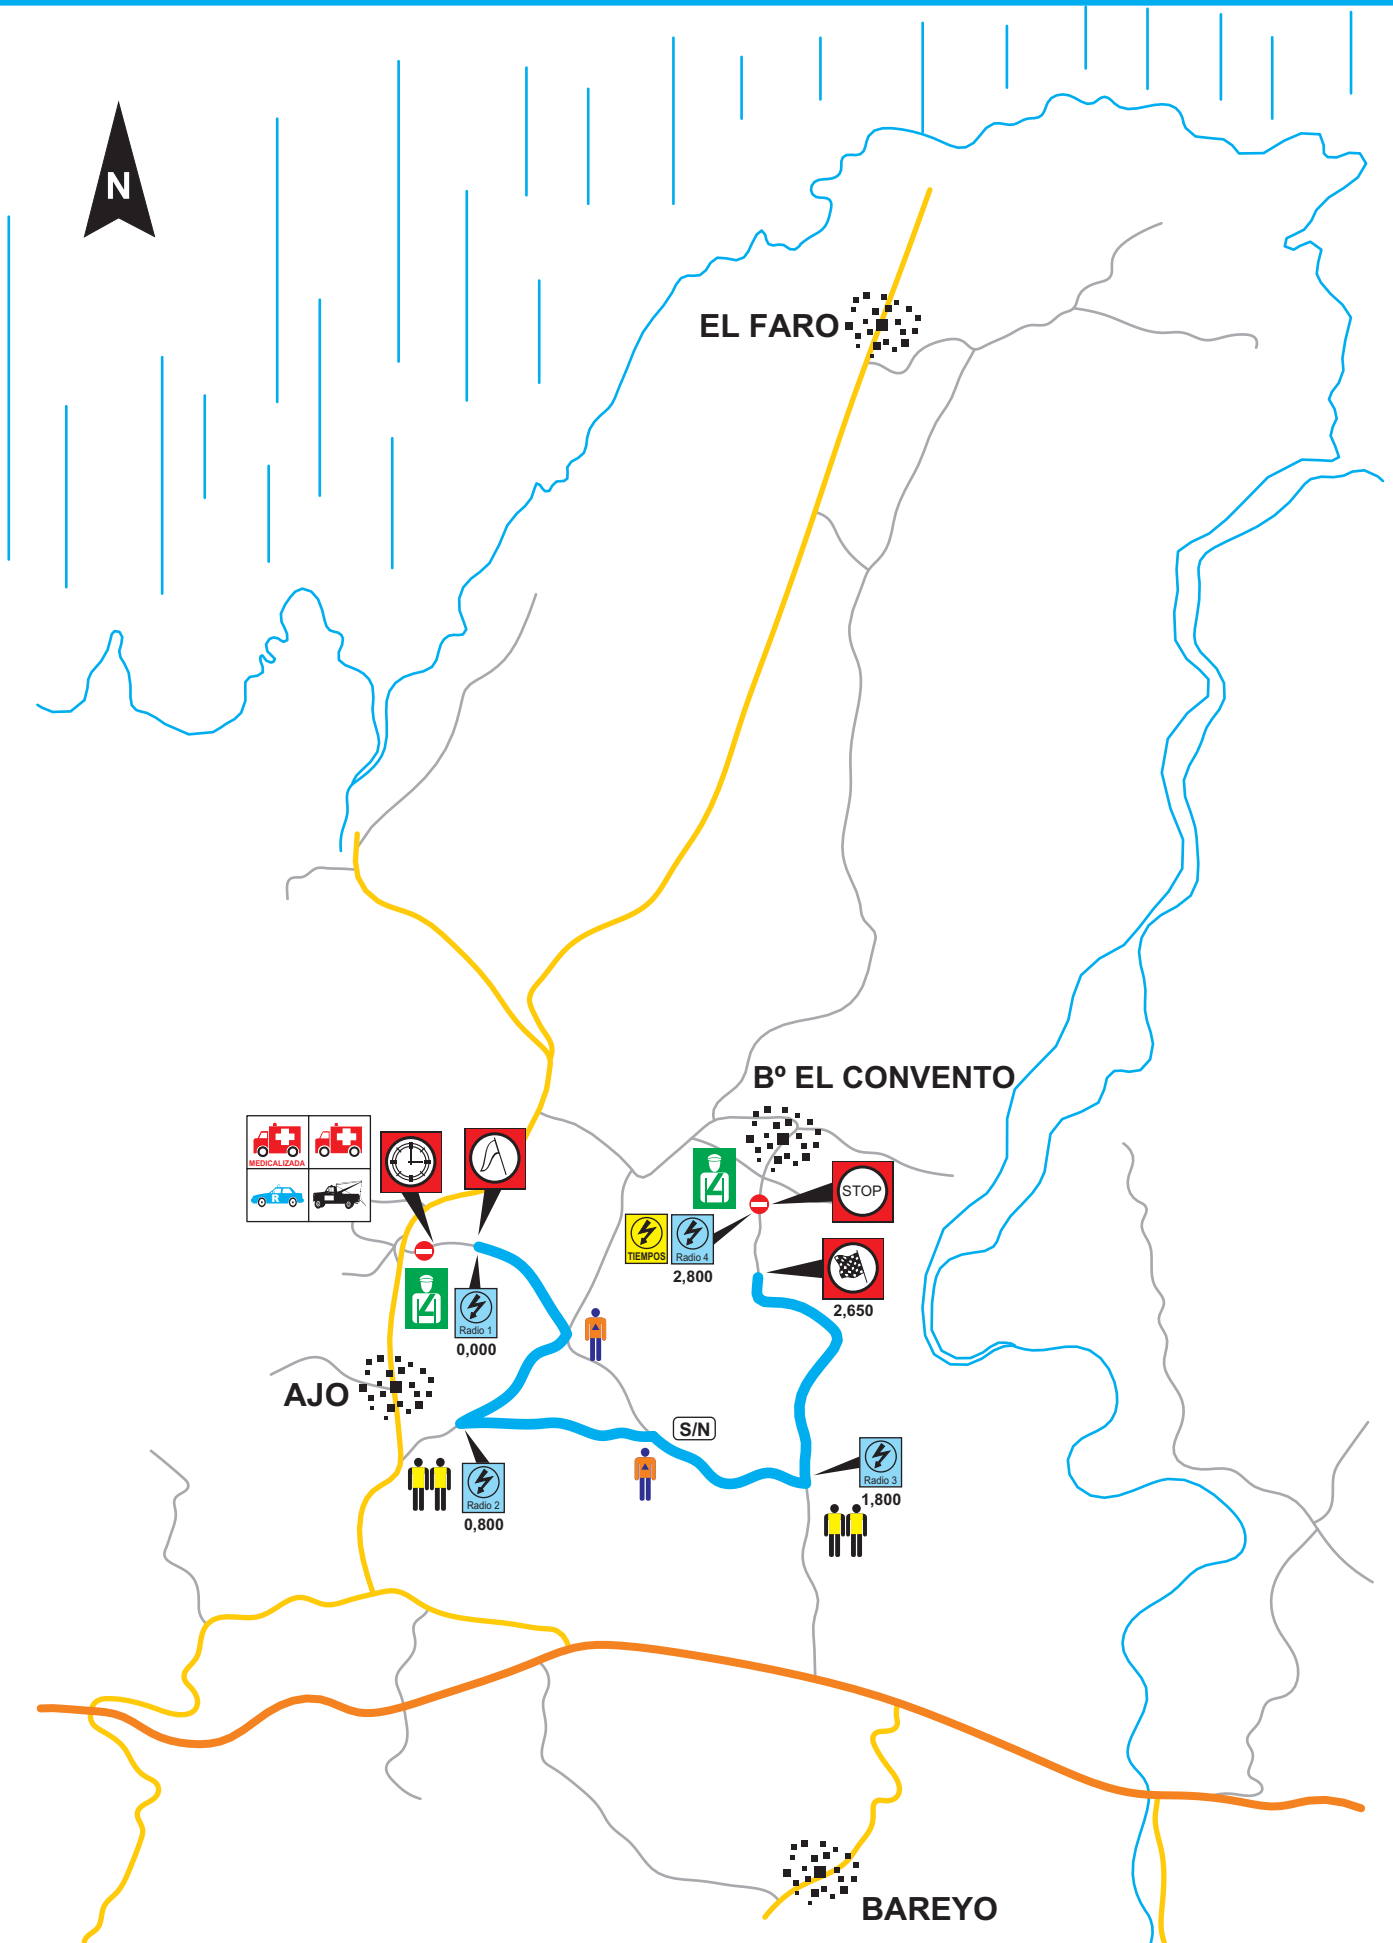 N
EL FARO
Bº EL CONVENTO
MEDICALIZADA
R
STOP
TIEMPOS
Radio 4
2,800
2,650
Radio 1
0,000
AJO
S/N
Radio 3
1,800
Radio 2
0,800
BAREYO